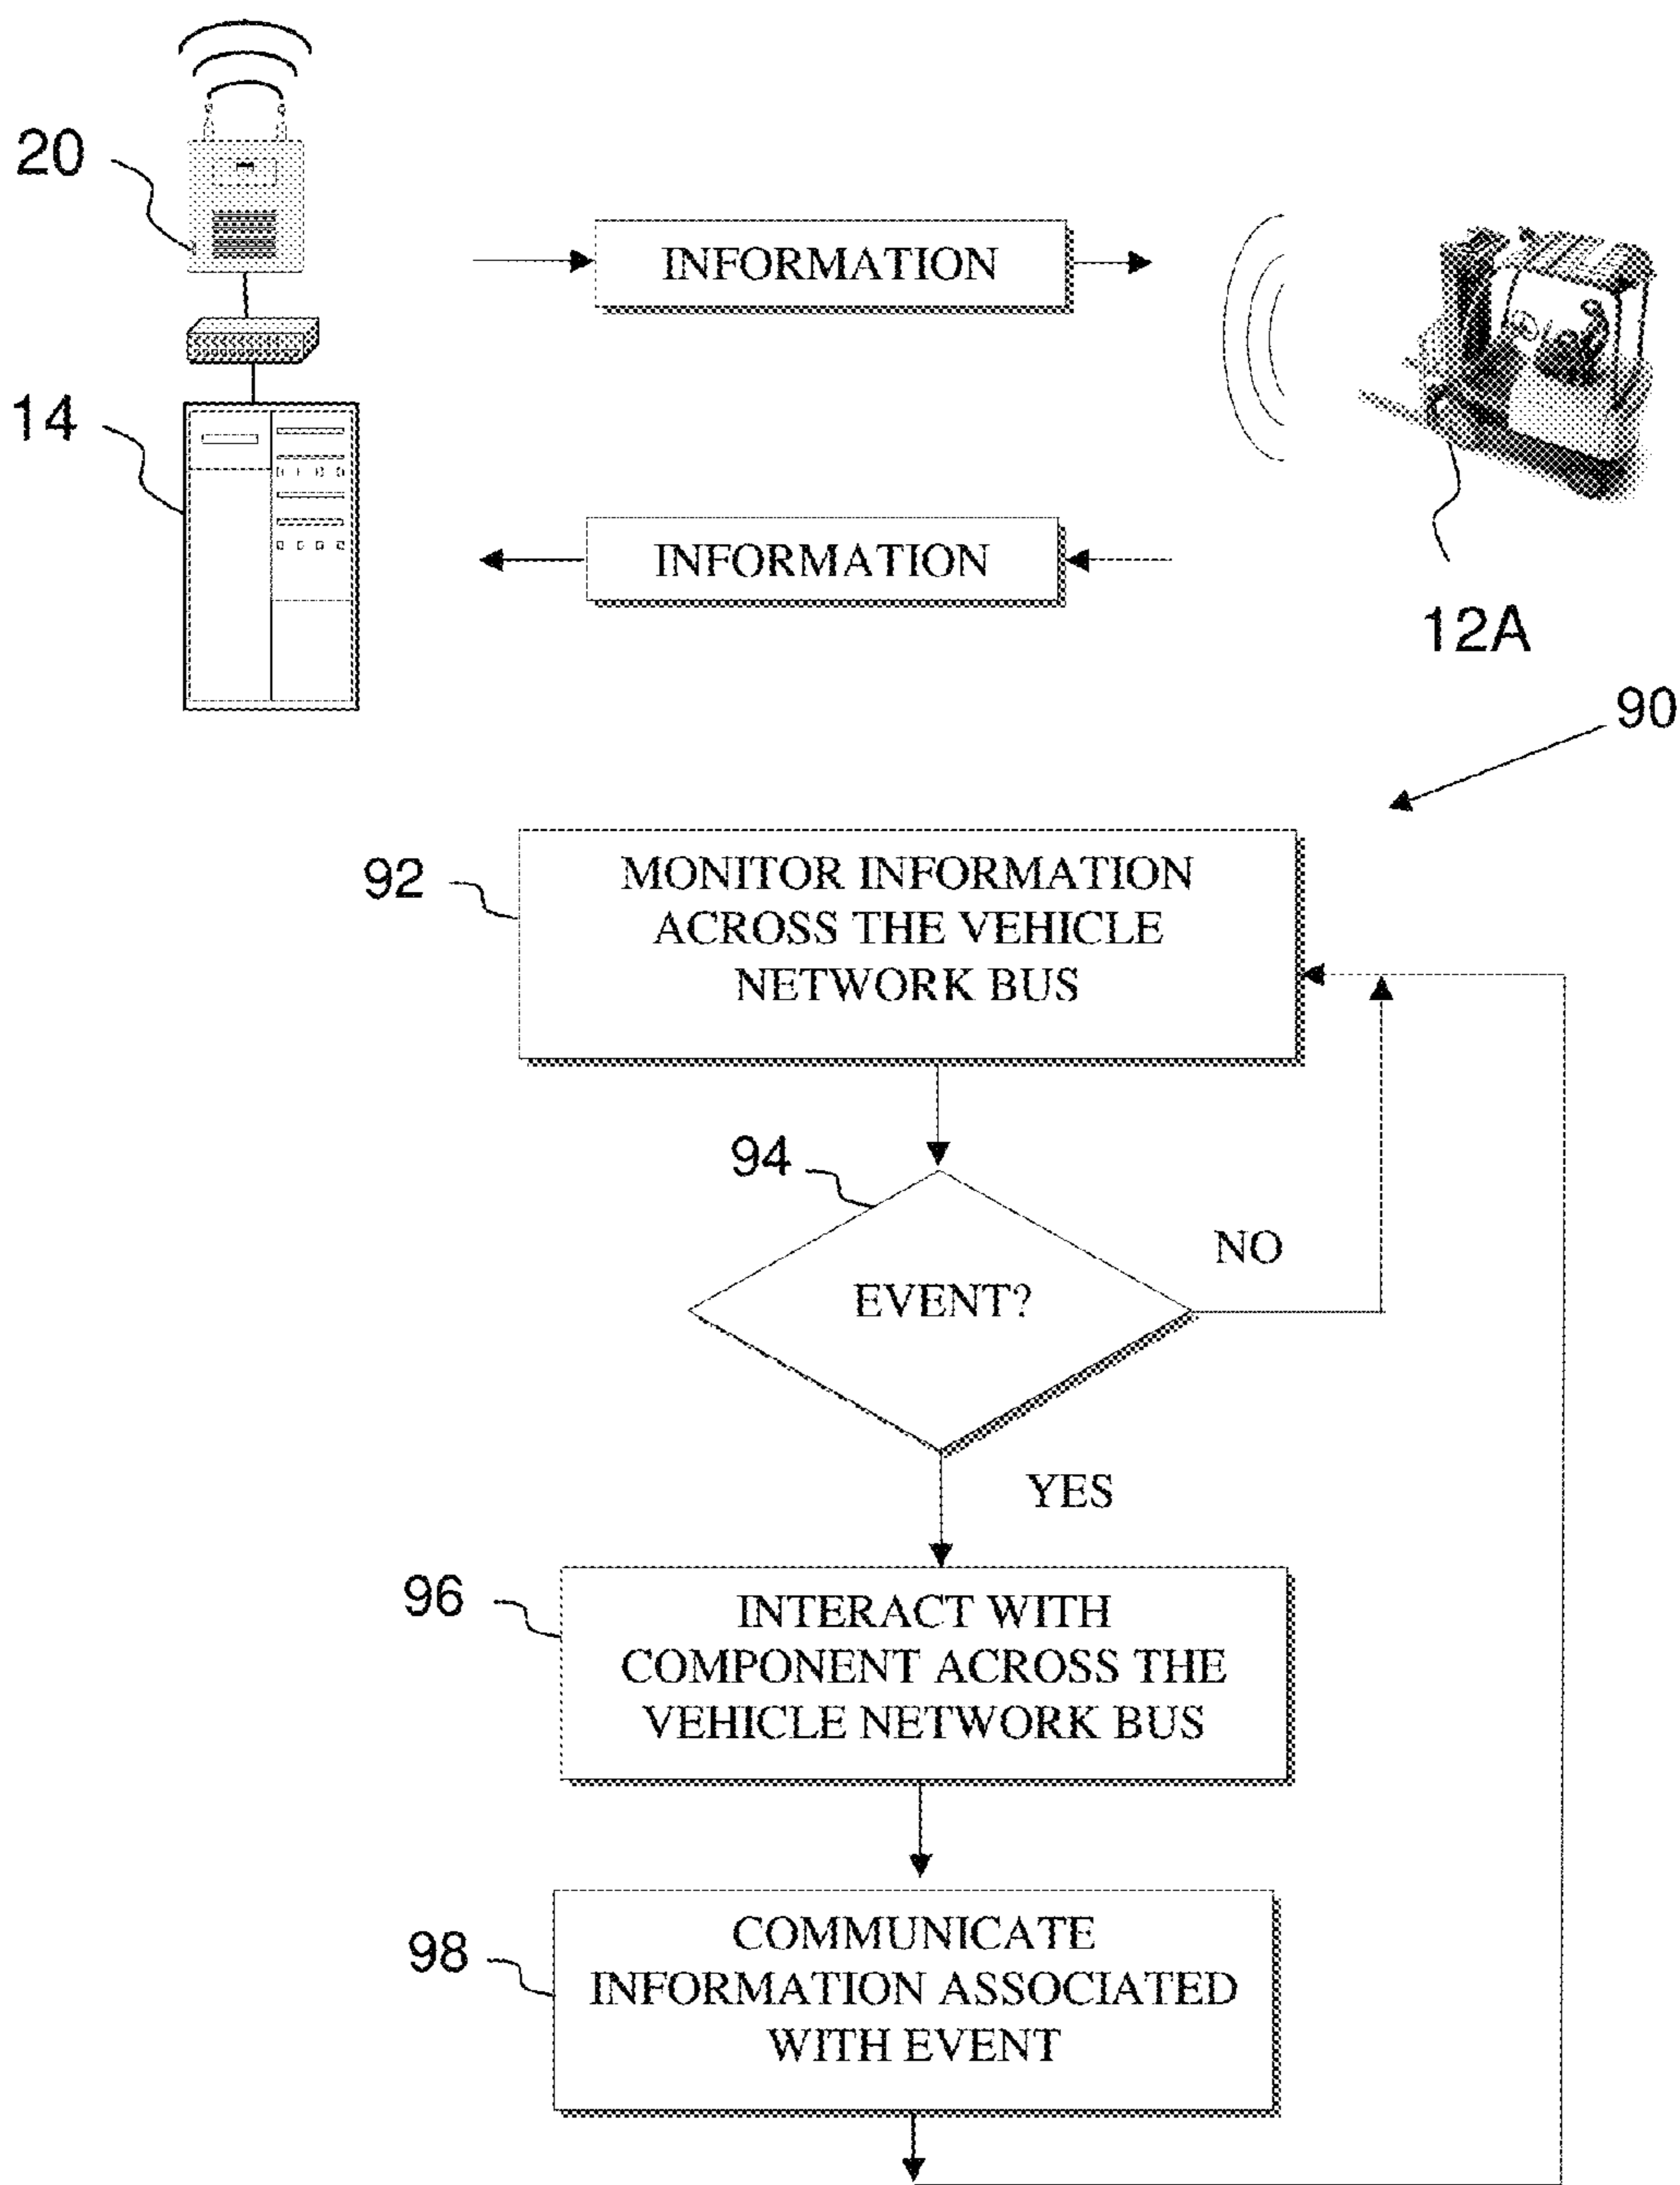 20
INFORMATION
14
INFORMATION
12A
90
92
MONITOR INFORMATION
ACROSS THE VEHICLE
NETWORK BUS
94
NO
EVENT?
YES
96
INTERACT WITH
COMPONENT ACROSS THE
VEHICLE NETWORK BUS
98
COMMUNICATE
INFORMATION ASSOCIATED
WITH EVENT